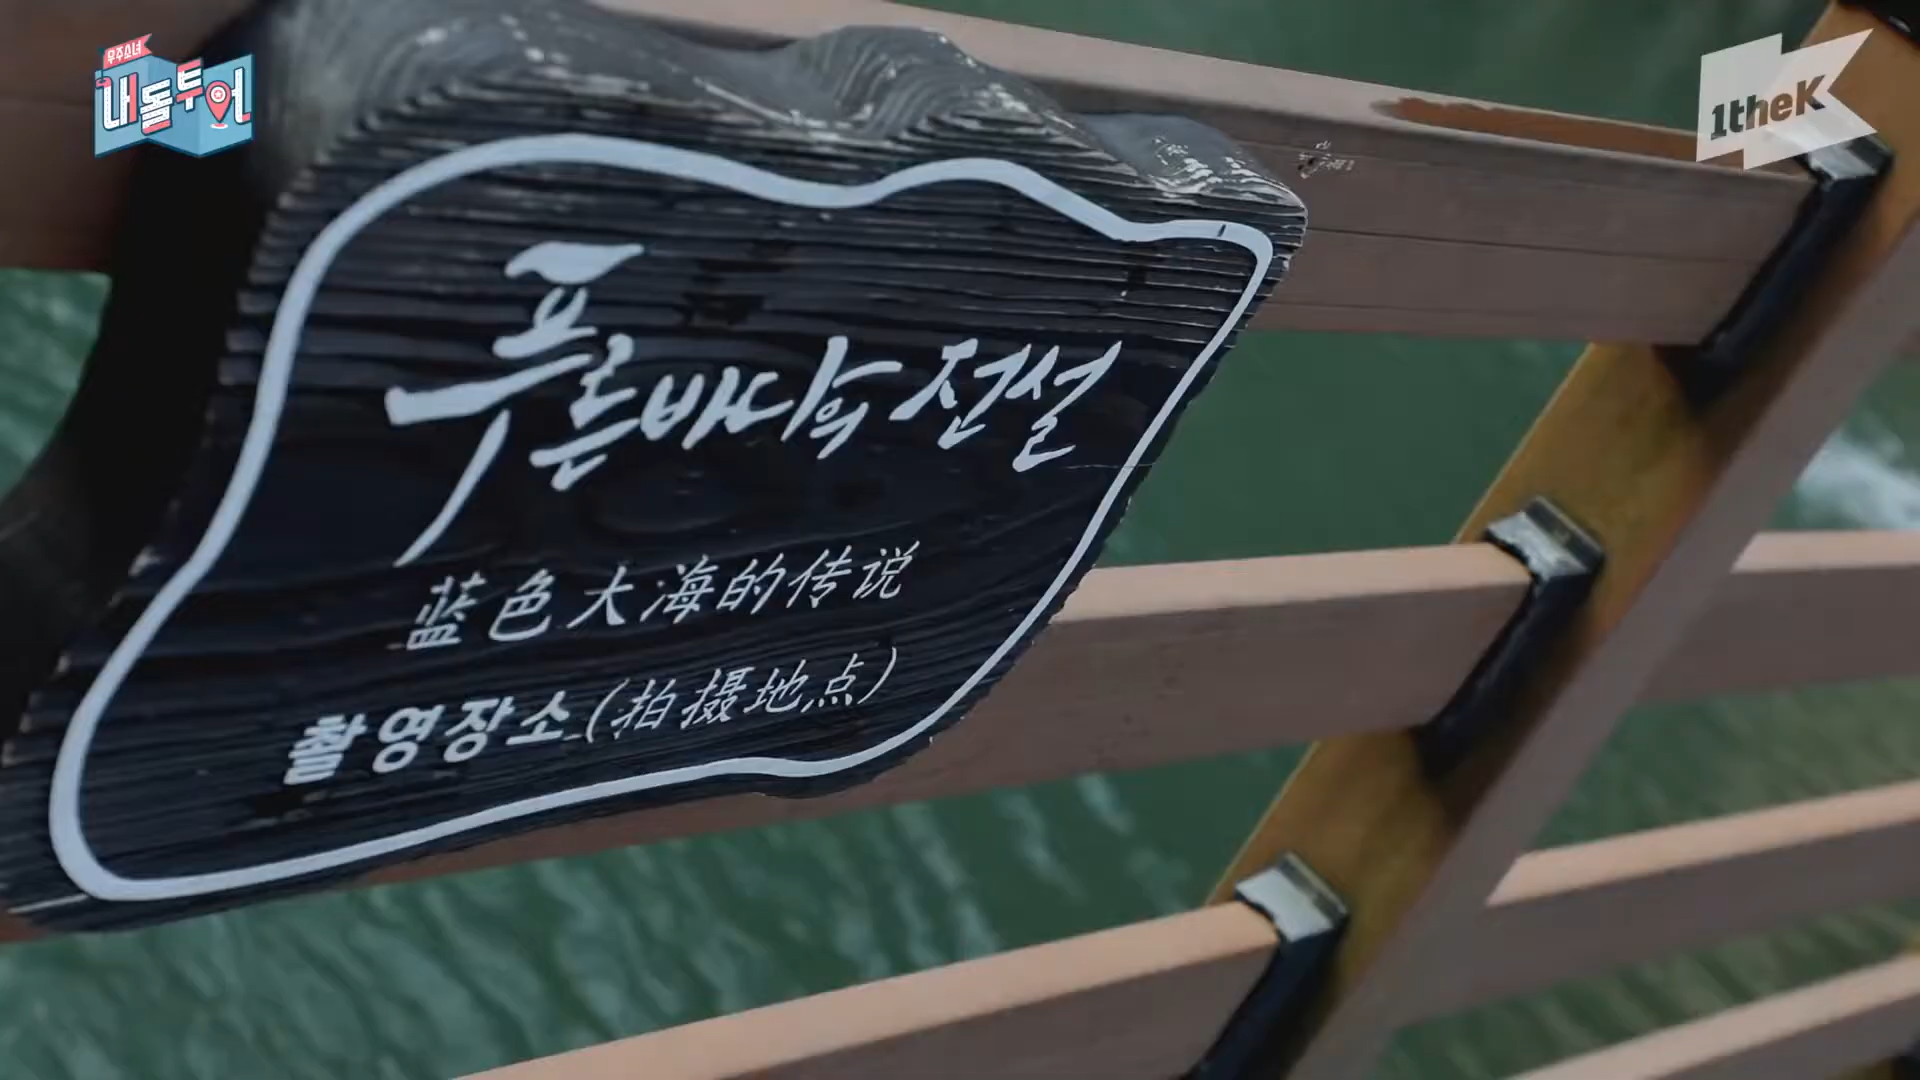 우주소녀
내돌투어
1theK
푸른바다의 전설
蓝色大海的传说
촬영장소(拍摄地点)